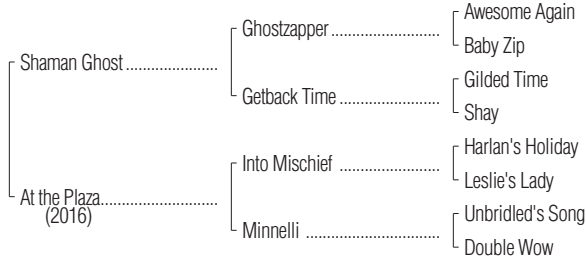 Awesome Again
Ghostzapper ........................
Baby Zip
Shaman Ghost ....................
Gilded Time
Getback Time ......................
Shay
Harlan's Holiday
Into Mischief ........................
Leslie's Lady
At the Plaza.........................
(2016)
Unbridled's Song
Minnelli ..............................
Double Wow